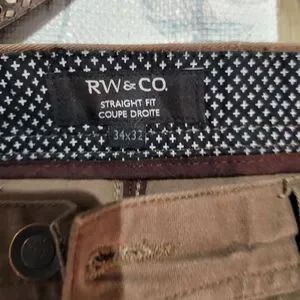 RW&CO.
STRAIGHT FIT
COUPE DROITE
34x32